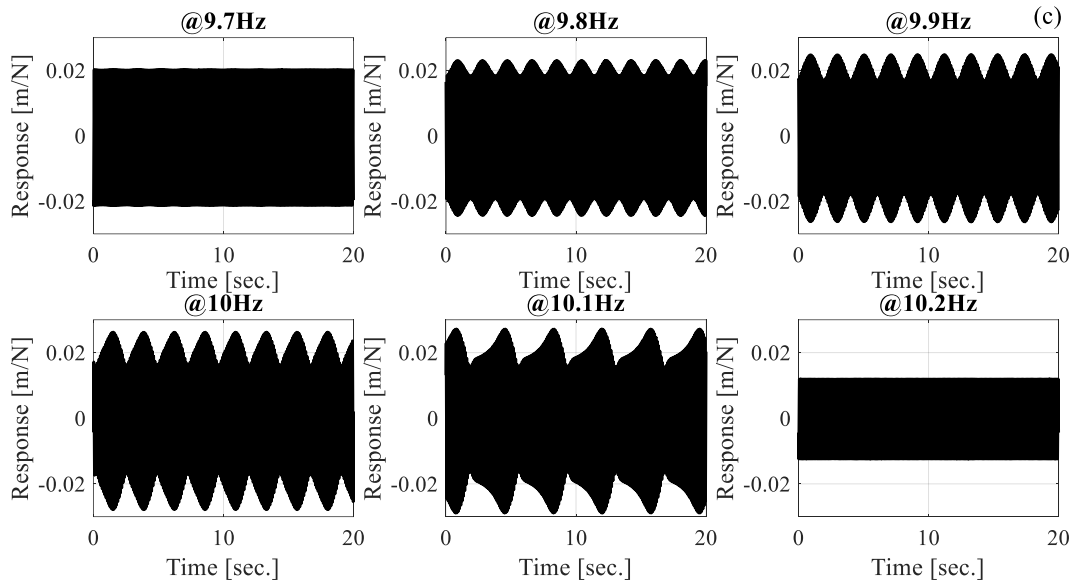 @9.7Hz @9.8Hz @9.9Hz (c)
Response [m/N] 0.02 0 -0.02 Response [m/N] 0.02 0 -0.02 Response [m/N] 0.02 0 -0.02
0 10 20 0 10 20 0 10 20
Time [sec.] Time [sec.] Time [sec.]
@10Hz @10.1Hz @10.2Hz
Response [m/N] 0.02 0 -0.02 Response [m/N] 0.02 0 -0.02 Response [m/N] 0.02 0 -0.02
0 10 20 0 10 20 0 10 20
Time [sec.] Time [sec.] Time [sec.]